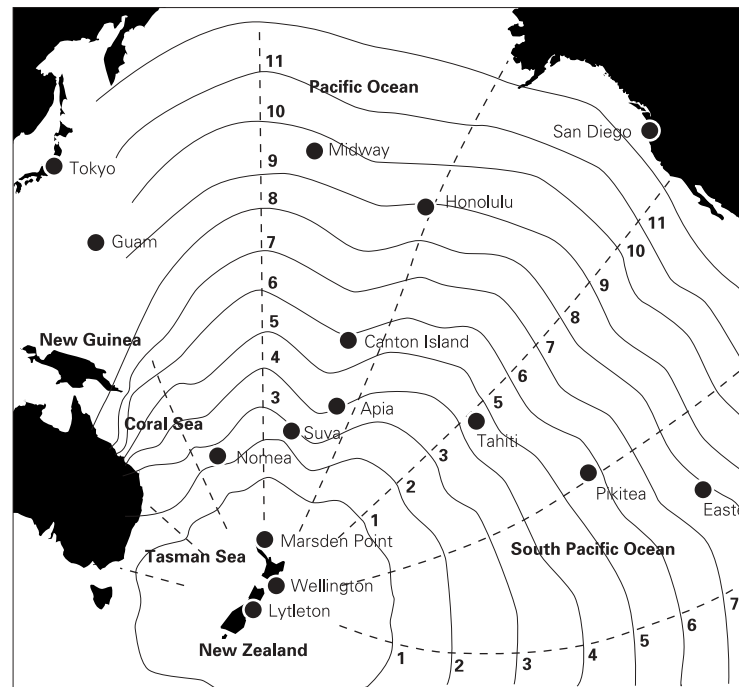 11
Pacific Ocean
10
San Diego
Midway
Tokyo
9
8
Honolulu
11
Guam
7
10
6
9
5
8
New Guinea
Canton Island
7
4
6
3
Apia
5
Coral Sea
Suva
Tahiti
3
Nomea
2
Pikitea
Easte
1
Marsden Point
South Pacific Ocean
Tasman Sea
Wellington
Lytleton
7
6
5
New Zealand
1
2
3
4